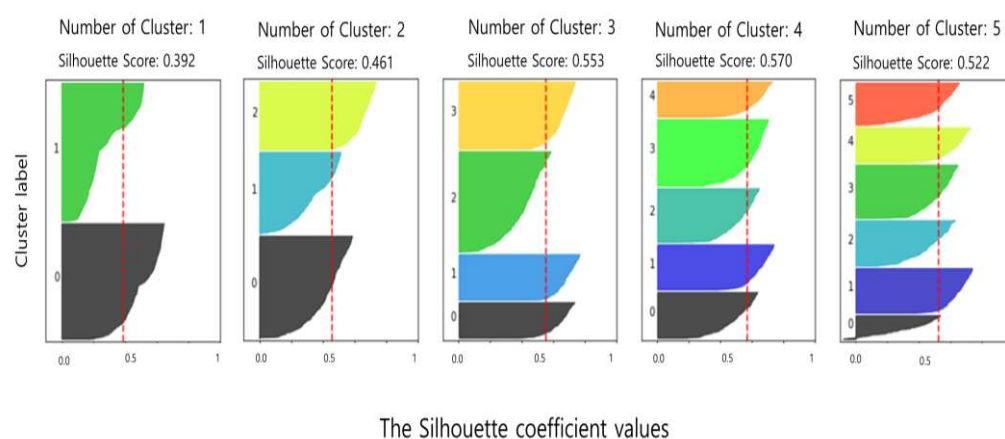 Number of Cluster: 1
Silhouette Score: 0.392
Number of Cluster: 2
Silhouette Score: 0.461
Number of Cluster: 3
Silhouette Score: 0.553
Number of Cluster: 4
Silhouette Score: 0.570
Number of Cluster: 5
Silhouette Score: 0.522
Cluster label
1
0
0.0 0.5 1
2
1
0
0.0 0.5 1
3
2
1
0
0.0 0.5 1
4
3
2
1
0
0.0 0.5 1
5
4
3
2
1
0
0.0 0.5
The Silhouette coefficient values